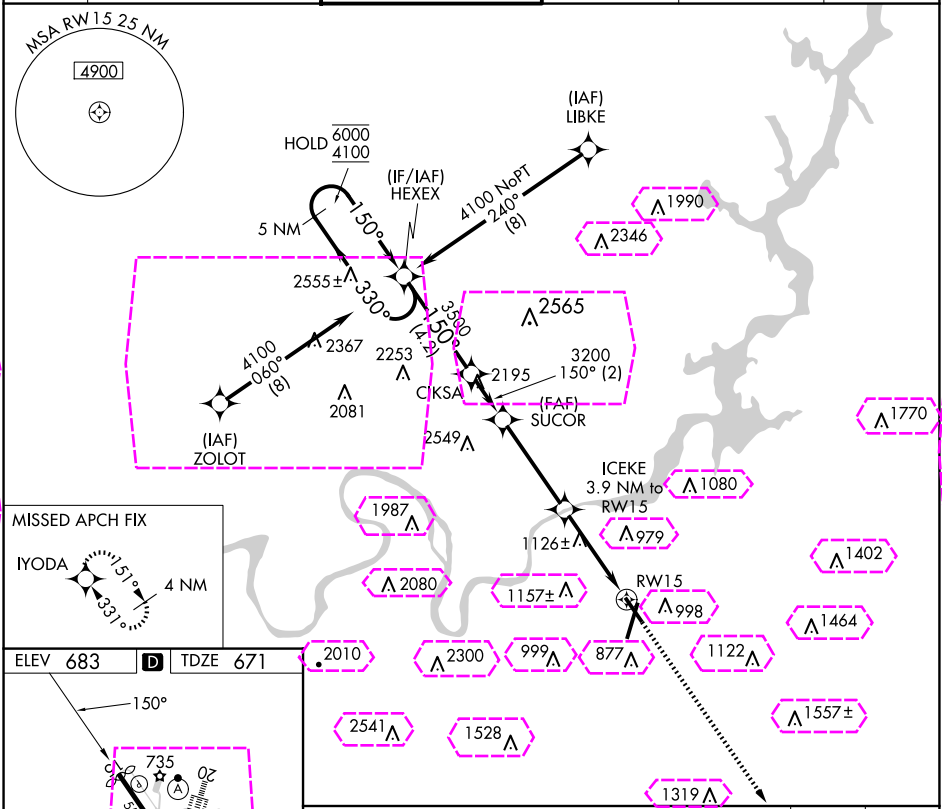 MSA RW15 25 NM
4900
(IAF)
LIBKE
HOLD 6000
4100
(IF/IAF)
HEXEX
4100 NoPT
240°
(8)
5 NM
150°
330°
1990
2346
2555±
3500
150°
(4.2)
2565
4100
060°
(8)
2367
2253
2081
2195
CIKSA
3200
150° (2)
(FAF)
SUCOR
(IAF)
ZOLOT
2549
1770
ICEKE
3.9 NM to
RW15
1080
1987
979
1126±
1402
MISSED APCH FIX
IYODA
151°
331°
4 NM
2080
1157±
RW15
998
1464
ELEV 683
D
TDZE 671
2010
2300
999
877
1122
150°
2541
1528
1557±
735
20
P
A
1319